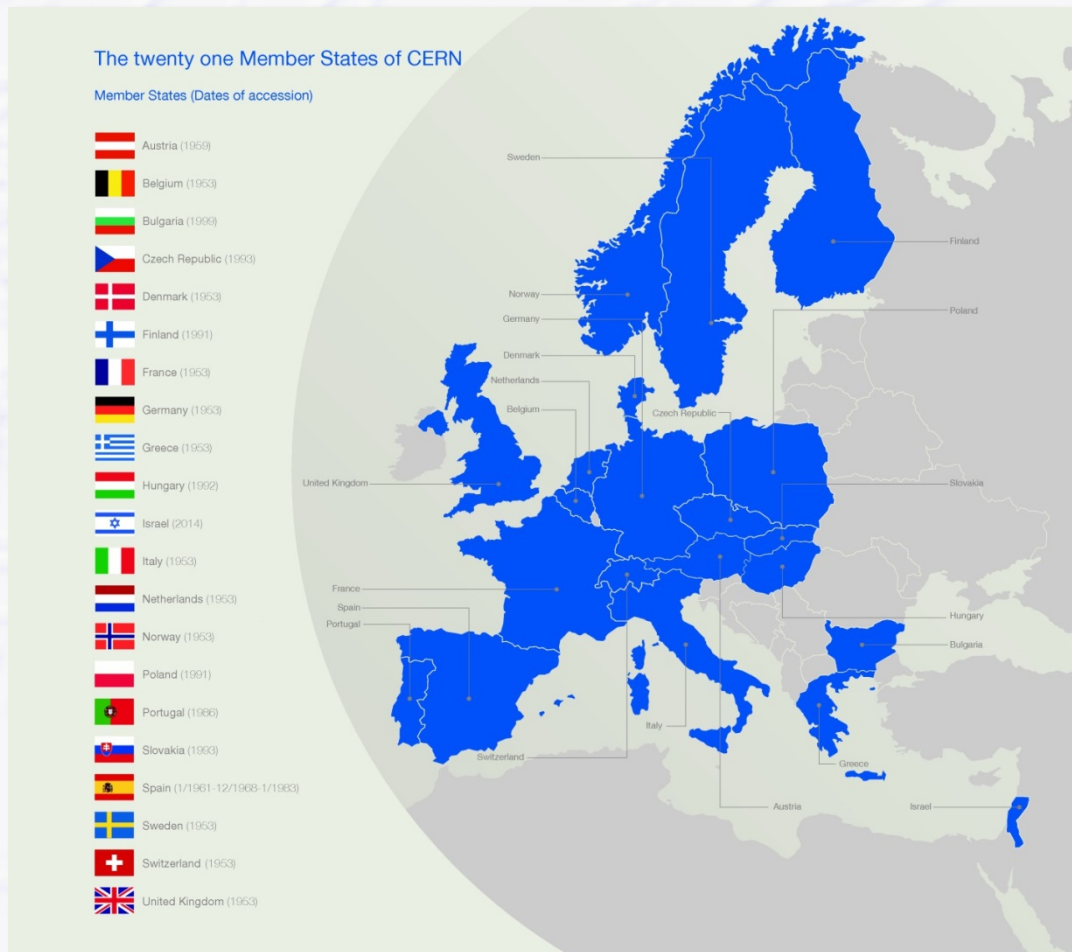 The twenty one Member States of CERN
Member States (Dates of accession)
Austria (1959)
Belgium (1953)
Bulgaria (1999)
Czech Republic (1993)
Denmark (1953)
Finland (1991)
France (1953)
Germany (1953)
Greece (1953)
Hungary (1992)
Israel (2014)
Italy (1953)
Netherlands (1953)
Norway (1953)
Poland (1991)
Portugal (1986)
Slovakia (1993)
Spain (1/1961-12/1968-1/1983)
Sweden (1953)
Switzerland (1953)
United Kingdom (1953)
Sweden
Finland
Norway
Poland
Germany
Denmark
Netherlands
Belgium
Czech Republic
United Kingdom
Slovakia
France
Spain
Hungary
Portugal
Bulgaria
Italy
Switzerland
Greece
Austria
Israel